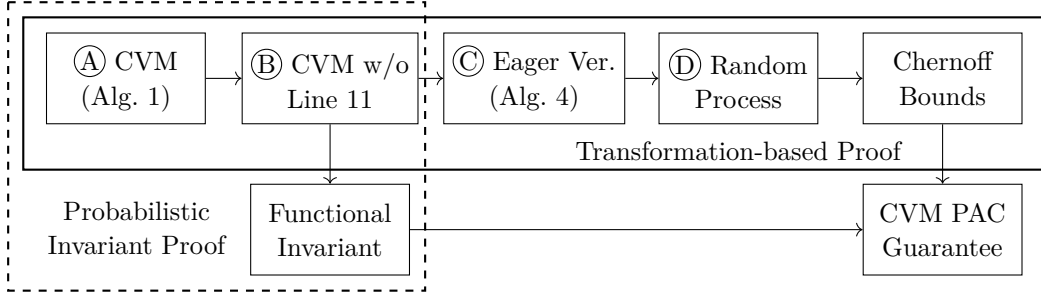 Ⓐ CVM
(Alg. 1)
Ⓑ CVM w/o
Line 11
Ⓒ Eager Ver.
(Alg. 4)
Ⓓ Random
Process
Chernoff
Bounds
Transformation-based Proof
Probabilistic
Invariant Proof
Functional
Invariant
CVM PAC
Guarantee